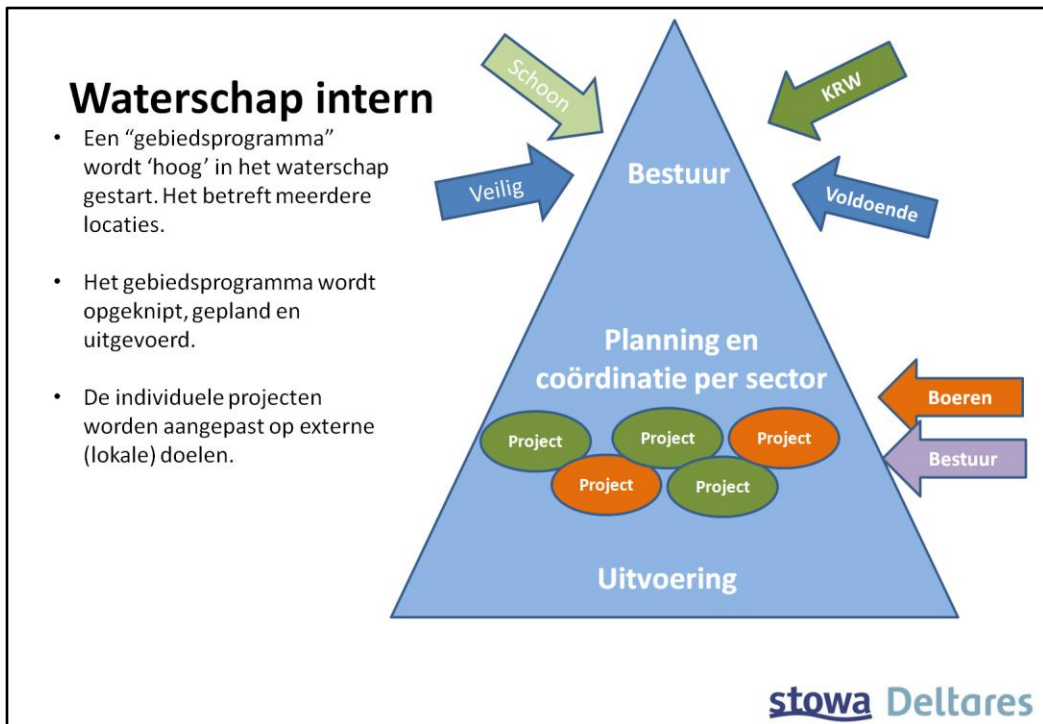 Waterschap intern
• Een “gebiedsprogramma”
wordt ‘hoog’ in het waterschap
gestart. Het betreft meerdere
locaties.
• Het gebiedsprogramma wordt
opgeknipt, gepland en
uitgevoerd.
• De individuele projecten
worden aangepast op externe
(lokale) doelen.
Schoon
KRW
Veilig
Bestuur
Voldoende
Planning en
coördinatie per sector
Boeren
Project
Project
Project
Bestuur
Project
Project
Uitvoering
stowa Deltares